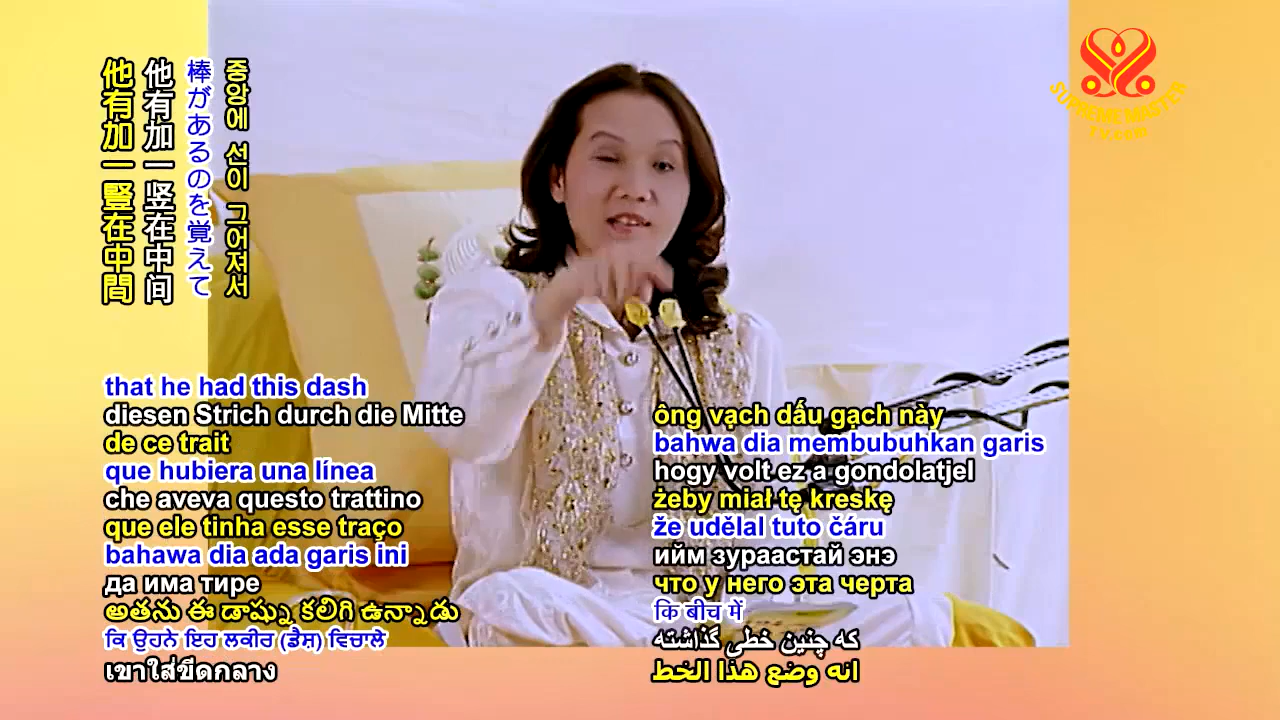 他有加一豎在中間
他有加一竖在中间
棒があるのを覚えて
중앙에 선이 그어져서
SUPREME MASTER
TV.COM
that he had this dash
diesen Strich durch die Mitte
de ce trait
que hubiera una línea
che aveva questo trattino
que ele tinha esse traço
bahawa dia ada garis ini
да има тире
అతను ఈ డాష్ను కలిగి ఉన్నాడు
ਕਿ ਉਹਨੇ ਇਹ ਲਕੀਰ (ਡੈਸ਼) ਵਿਚਾਲੇ
เขาใส่ขีดกลาง
ông vạch dấu gạch này
bahwa dia membubuhkan garis
hogy volt ez a gondolatjel
żeby miał tę kreskę
že udělal tuto čáru
ийм зураастай энэ
что у него эта черта
कि बीच में
که چنین خطی گذاشته
انه وضع هذا الخط